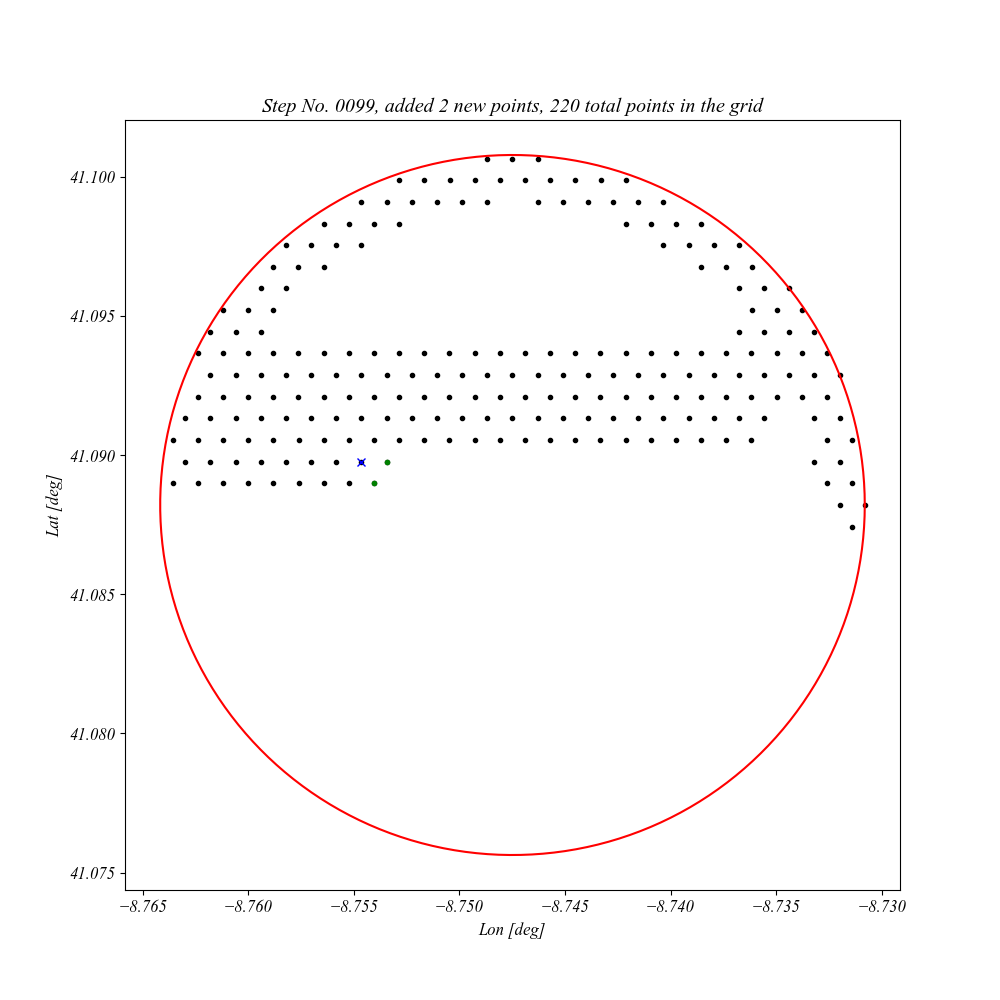 Step No. 0099, added 2 new points, 220 total points in the grid
41.100
41.095
41.090
41.085
41.080
41.075
Lat [deg]
−8.765 −8.760 −8.755 −8.750 −8.745 −8.740 −8.735 −8.730
Lon [deg]